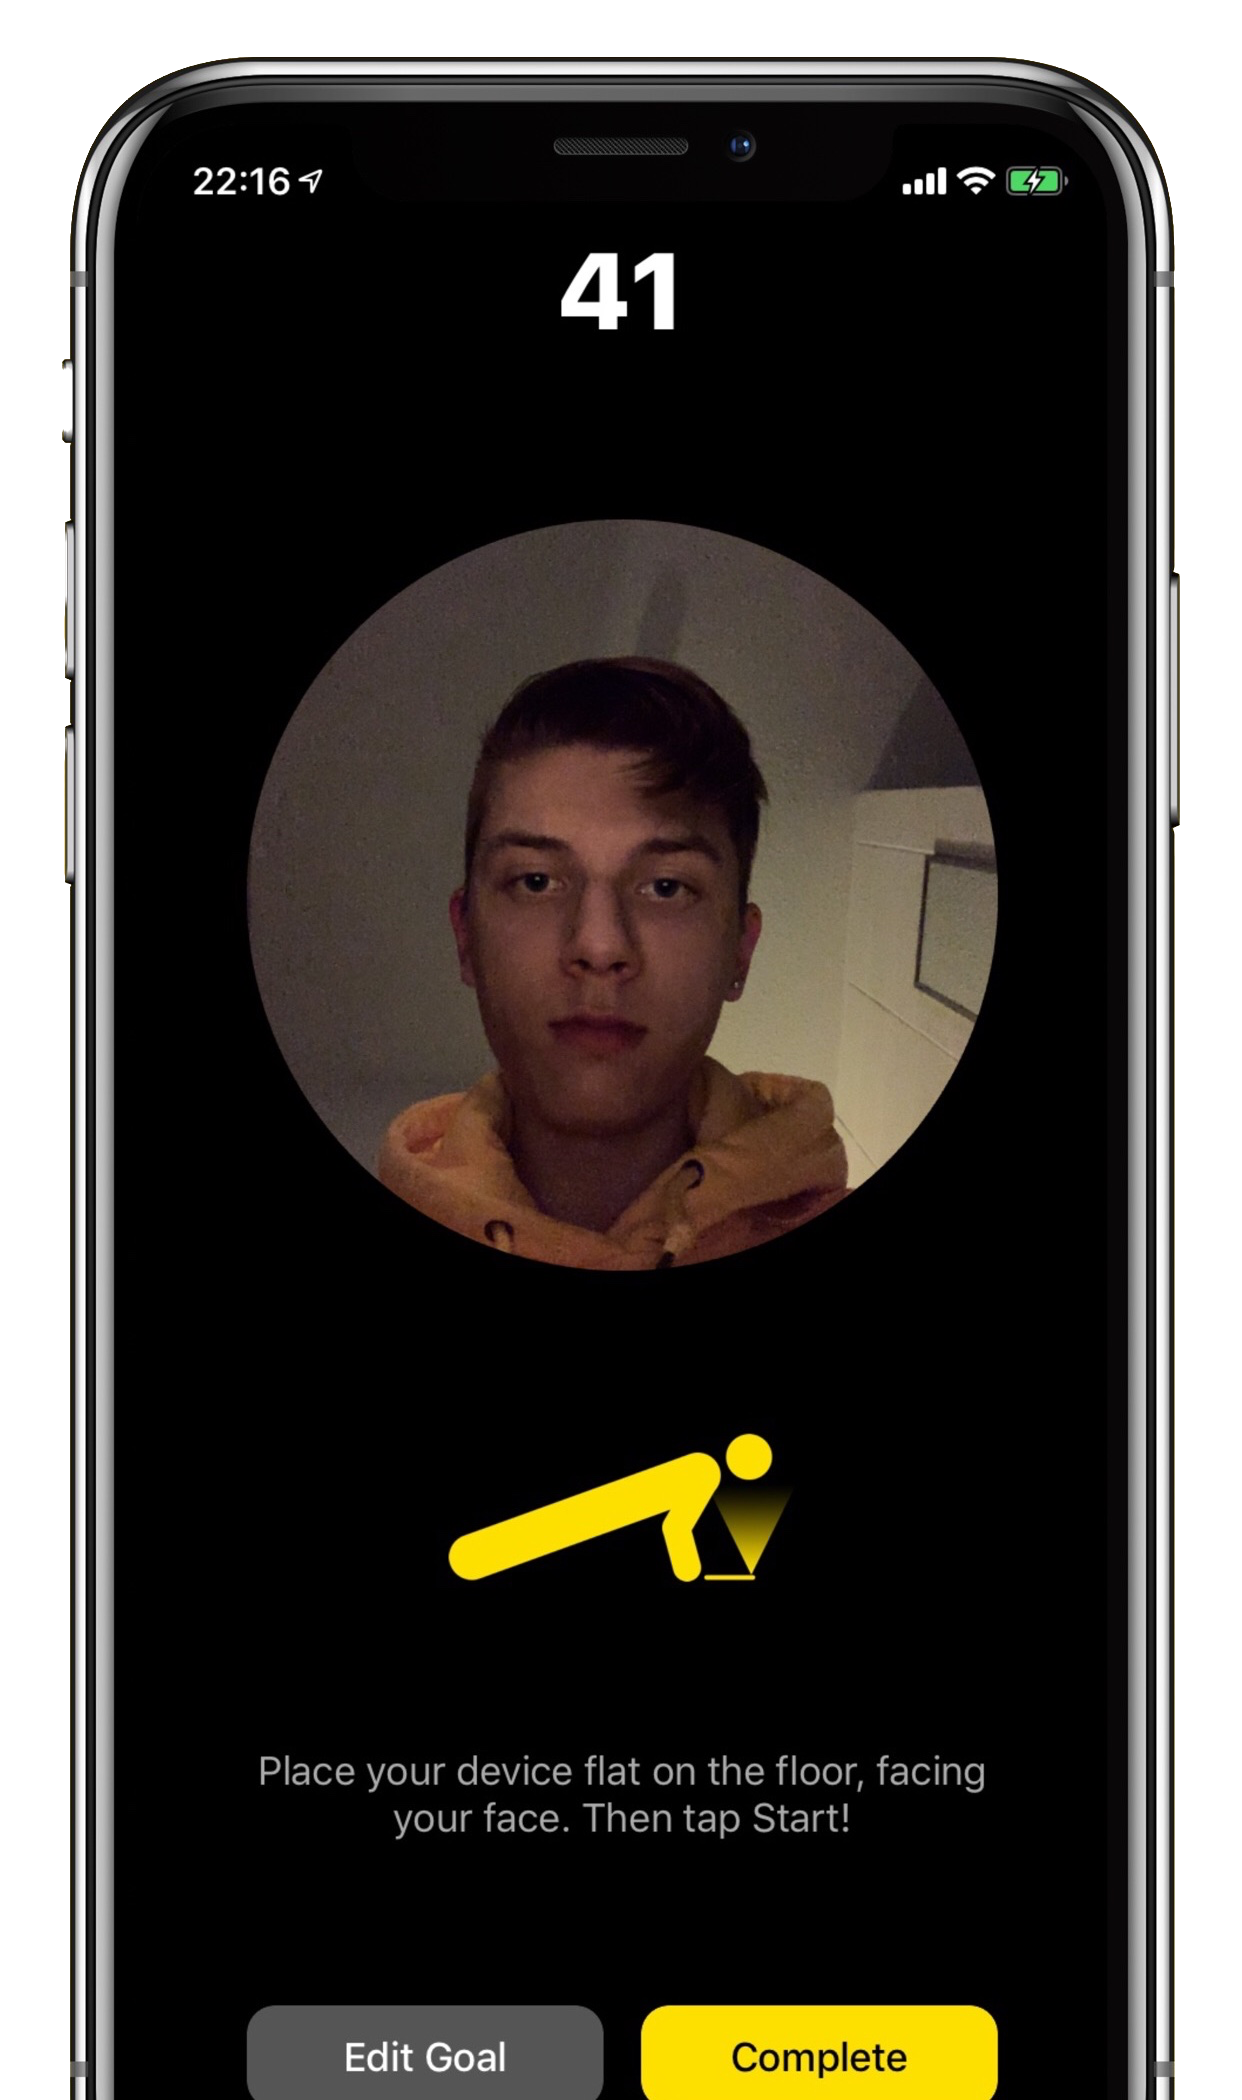 22:16
41
Place your device flat on the floor, facing
your face. Then tap Start!
Edit Goal
Complete